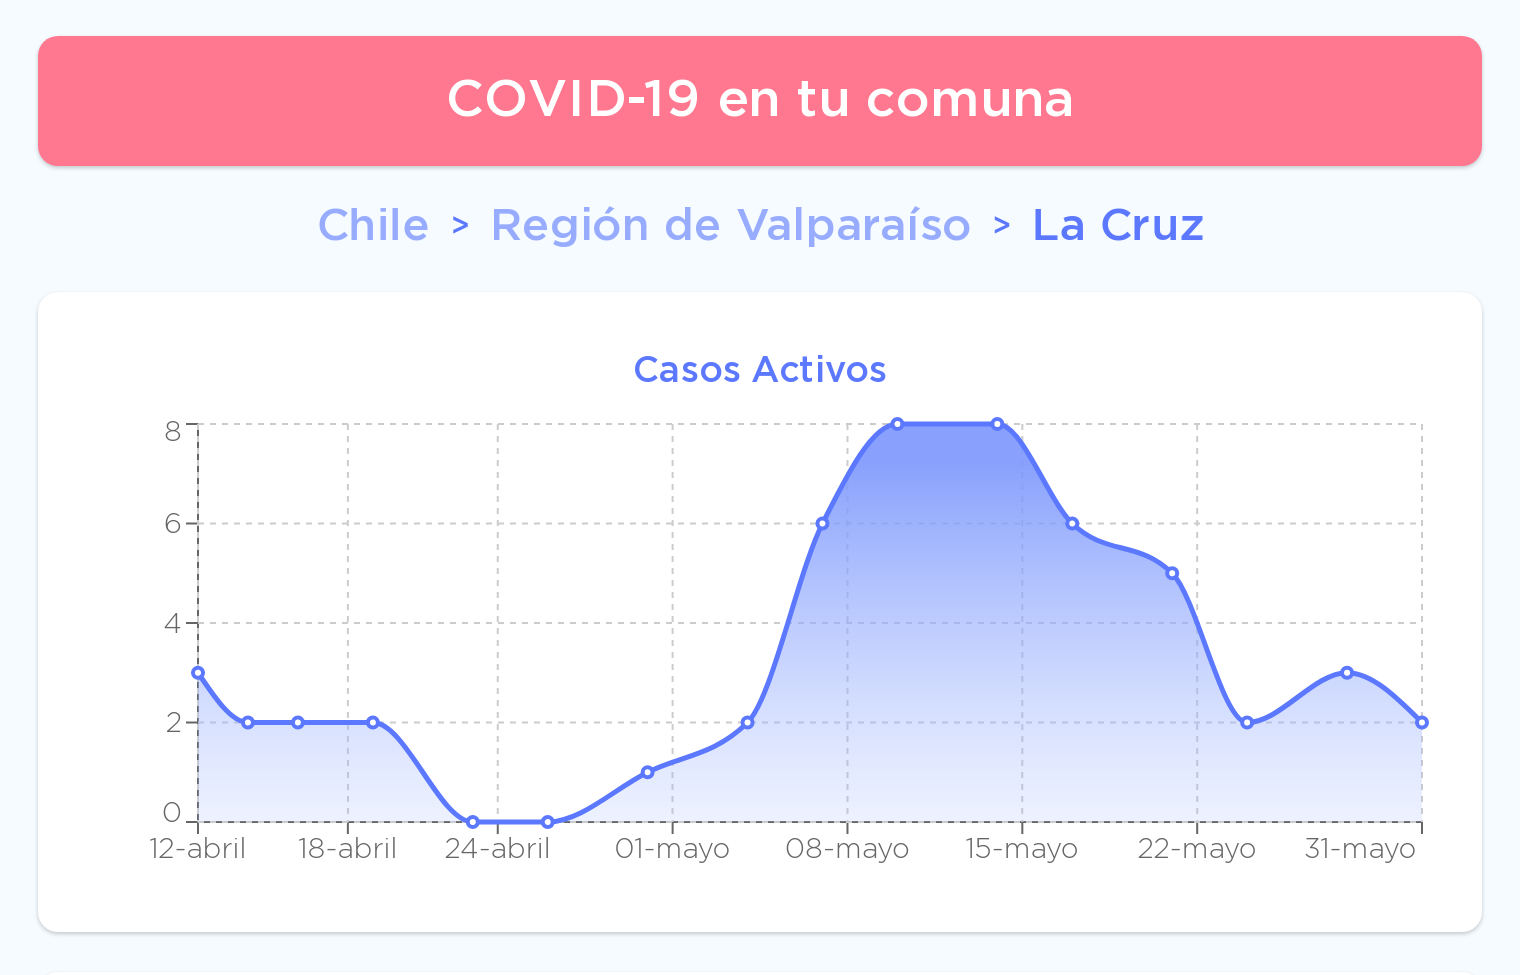 COVID-19 en tu comuna
Chile > Región de Valparaíso > La Cruz
Casos Activos
8
6
4
2
0
12-abril 18-abril 24-abril 01-mayo 08-mayo 15-mayo 22-mayo 31-mayo